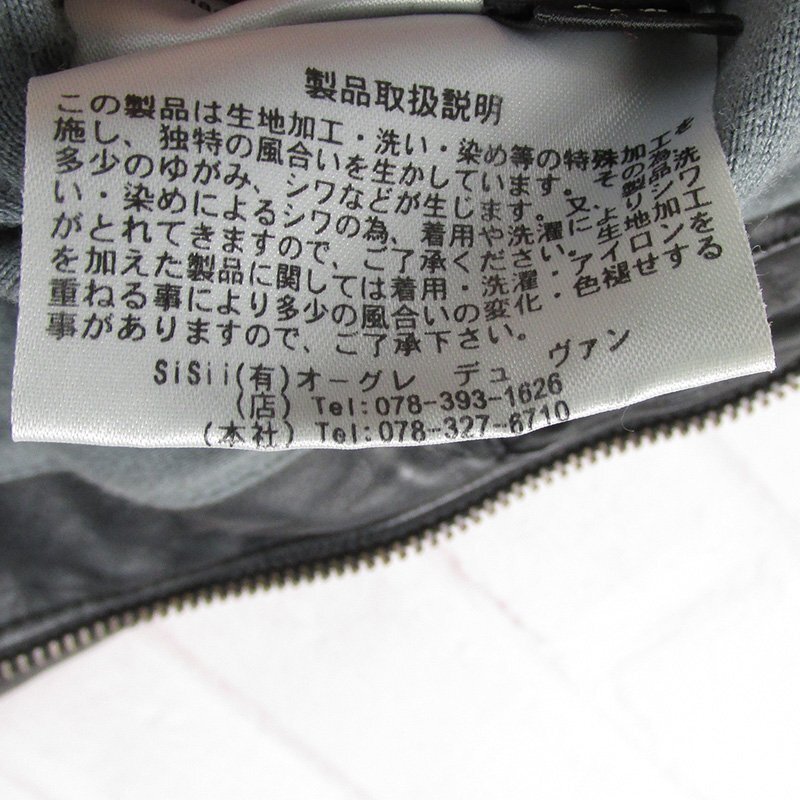 製品取扱説明
この製品は生地加工・洗い・染め等の特殊加工を
施し、独特の風合いを生かしています。その為洗
多少のゆがみ、シワなどが生じます。又、製品ワ
い・染めによるシワの為、着用や洗濯によりシ工
がとれてきますので、ご了承ください。生地加を
を加えた製品に関しては着用・洗濯・アイロン
重ねる事により多少の風合いの変化・色褪せする
事がありますので、ご了承下さい。
SiSii(有)オーグレ デュ ヴァン
(店) Tel:078-393-1626
(本社) Tel:078-327-6710